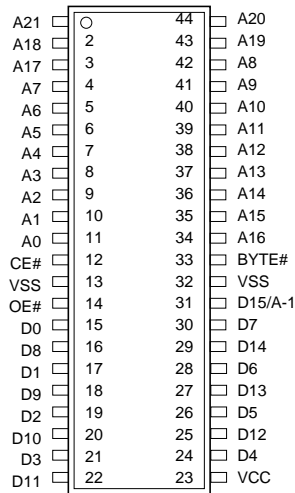 A21 44 A20
A18 2 43 A19
A17 3 42 A8
A7 4 41 A9
A6 5 40 A10
A5 6 39 A11
A4 7 38 A12
A3 8 37 A13
A2 9 36 A14
A1 10 35 A15
A0 11 34 A16
CE# 12 33 BYTE#
VSS 13 32 VSS
OE# 14 31 D15/A-1
D0 15 30 D7
D8 16 29 D14
D1 17 28 D6
D9 18 27 D13
D2 19 26 D5
D10 20 25 D12
D3 21 24 D4
D11 22 23 VCC